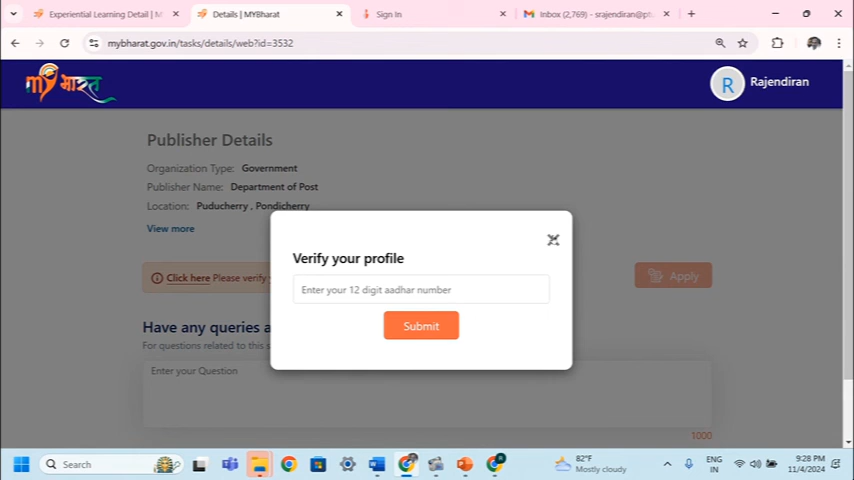 Experiential Learning Detail | M
Details | MYBharat
Sign In
Inbox (2,769) - srajendiran@pt
mybharat.gov.in/tasks/details/web?id=3532
my भारत
R
Rajendiran
Publisher Details
Organization Type: Government
Publisher Name: Department of Post
Location: Puducherry , Pondicherry
View more
Click here Please verify
Apply
Verify your profile
Enter your 12 digit aadhar number
Submit
Have any queries a
For questions related to this
Enter your Question
1000
Search
82°F
Mostly cloudy
ENG
IN
9:28 PM
11/4/2024